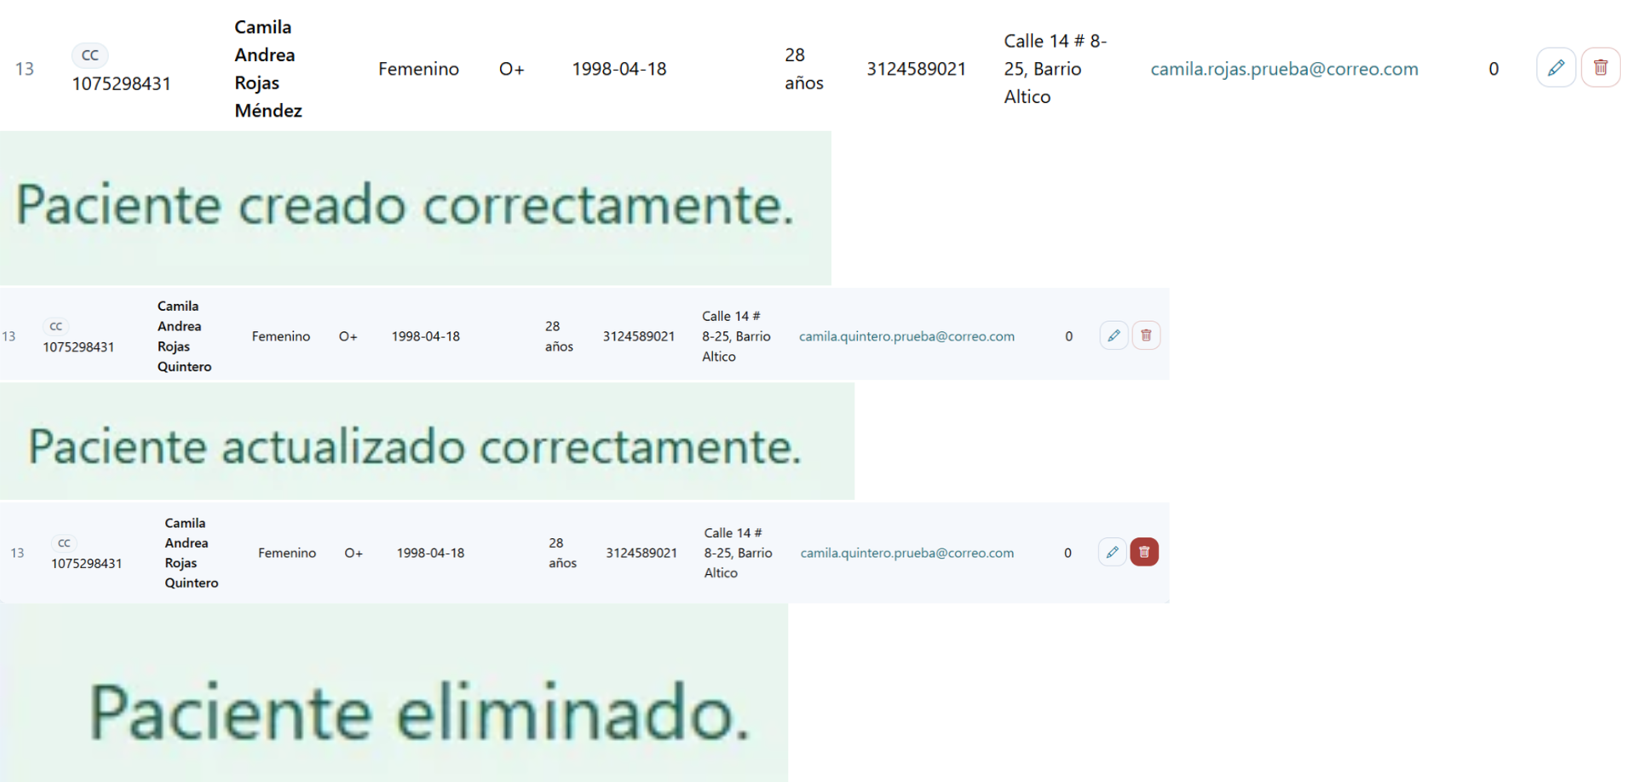 13 CC 1075298431 Camila Andrea Rojas Méndez Femenino O+ 1998-04-18 28 años 3124589021 Calle 14 # 8-25, Barrio Altico camila.rojas.prueba@correo.com 0
Paciente creado correctamente.
13 CC 1075298431 Camila Andrea Rojas Quintero Femenino O+ 1998-04-18 28 años 3124589021 Calle 14 # 8-25, Barrio Altico camila.quintero.prueba@correo.com 0
Paciente actualizado correctamente.
13 CC 1075298431 Camila Andrea Rojas Quintero Femenino O+ 1998-04-18 28 años 3124589021 Calle 14 # 8-25, Barrio Altico camila.quintero.prueba@correo.com 0
Paciente eliminado.